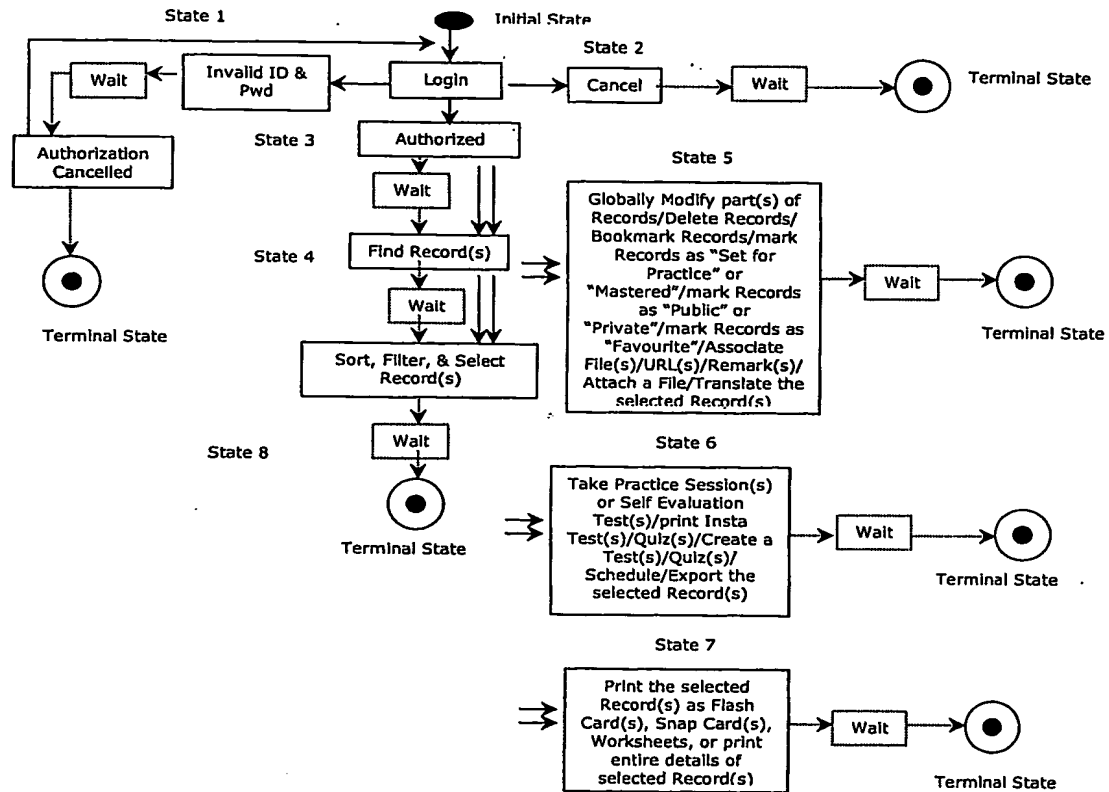 State 1
Initial State
State 2
Wait
Invalid ID &
Pwd
Login
Cancel
Wait
Terminal State
State 3
Authorized
Authorization
Cancelled
Wait
State 5
State 4
Find Record(s)
Globally Modify part(s) of
Records/Delete Records/
Bookmark Records/mark
Records as "Set for
Practice" or
"Mastered"/mark Records
as "Public" or
"Private"/mark Records as
"Favourite"/Associate
File(s)/URL(s)/Remark(s)/
Attach a File/Translate the
selected Record(s)
Wait
Terminal State
Terminal State
Wait
Sort, Filter, & Select
Record(s)
State 8
Wait
Terminal State
State 6
Take Practice Session(s)
or Self Evaluation
Test(s)/print Insta
Test(s)/Quiz(s)/Create a
Test(s)/Quiz(s)/
Schedule/Export the
selected Record(s)
Wait
Terminal State
State 7
Print the selected
Record(s) as Flash
Card(s), Snap Card(s),
Worksheets, or print
entire details of
selected Record(s)
Wait
Terminal State